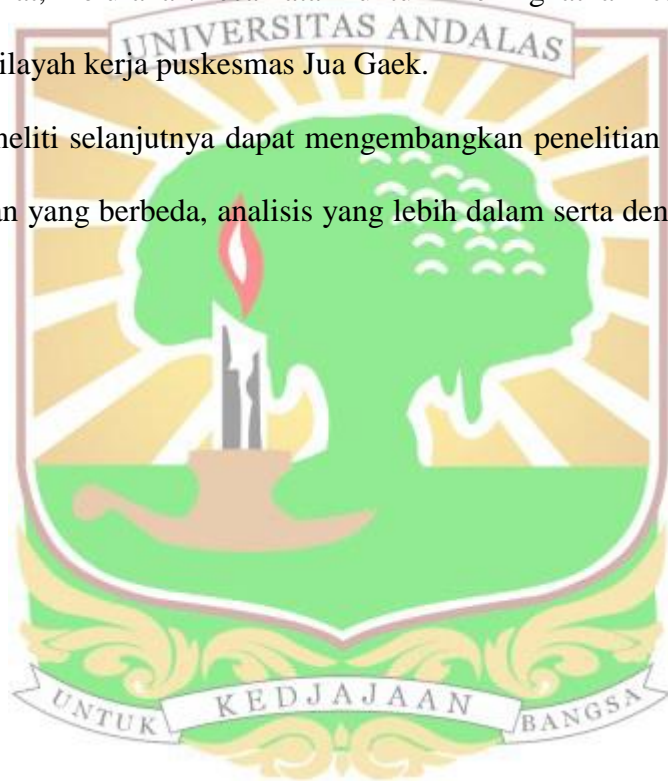 UNIVERSITAS ANDALAS
ilayah kerja puskesmas Jua Gaek.
neliti selanjutnya dapat mengembangkan penelitian
an yang berbeda, analisis yang lebih dalam serta den
UNTUK KEDJAJAAN BANGSA